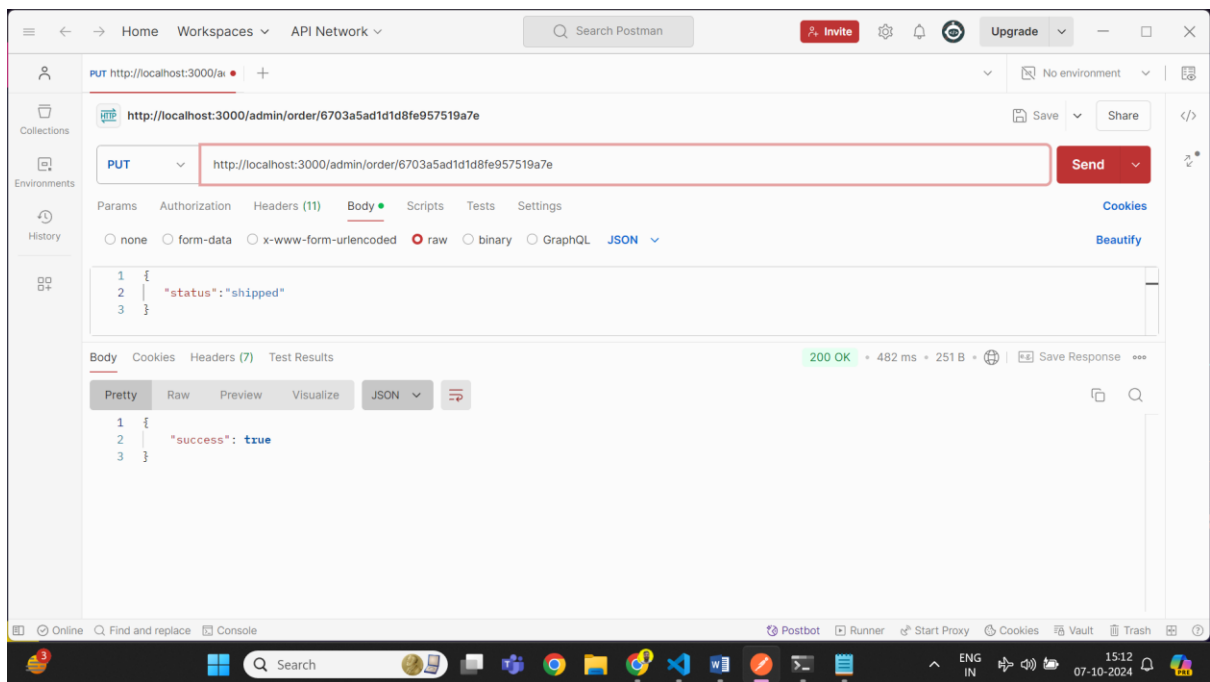 Home Workspaces API Network Search Postman Invite Upgrade
PUT http://localhost:3000/a No environment
HTTP http://localhost:3000/admin/order/6703a5ad1d1d8fe957519a7e Save Share
Collections
PUT http://localhost:3000/admin/order/6703a5ad1d1d8fe957519a7e Send
Environments
Params Authorization Headers (11) Body Scripts Tests Settings Cookies
History
none form-data x-www-form-urlencoded raw binary GraphQL JSON Beautify
1 {
2 "status":"shipped"
3 }
Body Cookies Headers (7) Test Results 200 OK 482 ms 251 B Save Response
Pretty Raw Preview Visualize JSON
1 {
2 "success": true
3 }
Online Find and replace Console Postbot Runner Start Proxy Cookies Vault Trash
3 Search ENG 15:12
IN 07-10-2024